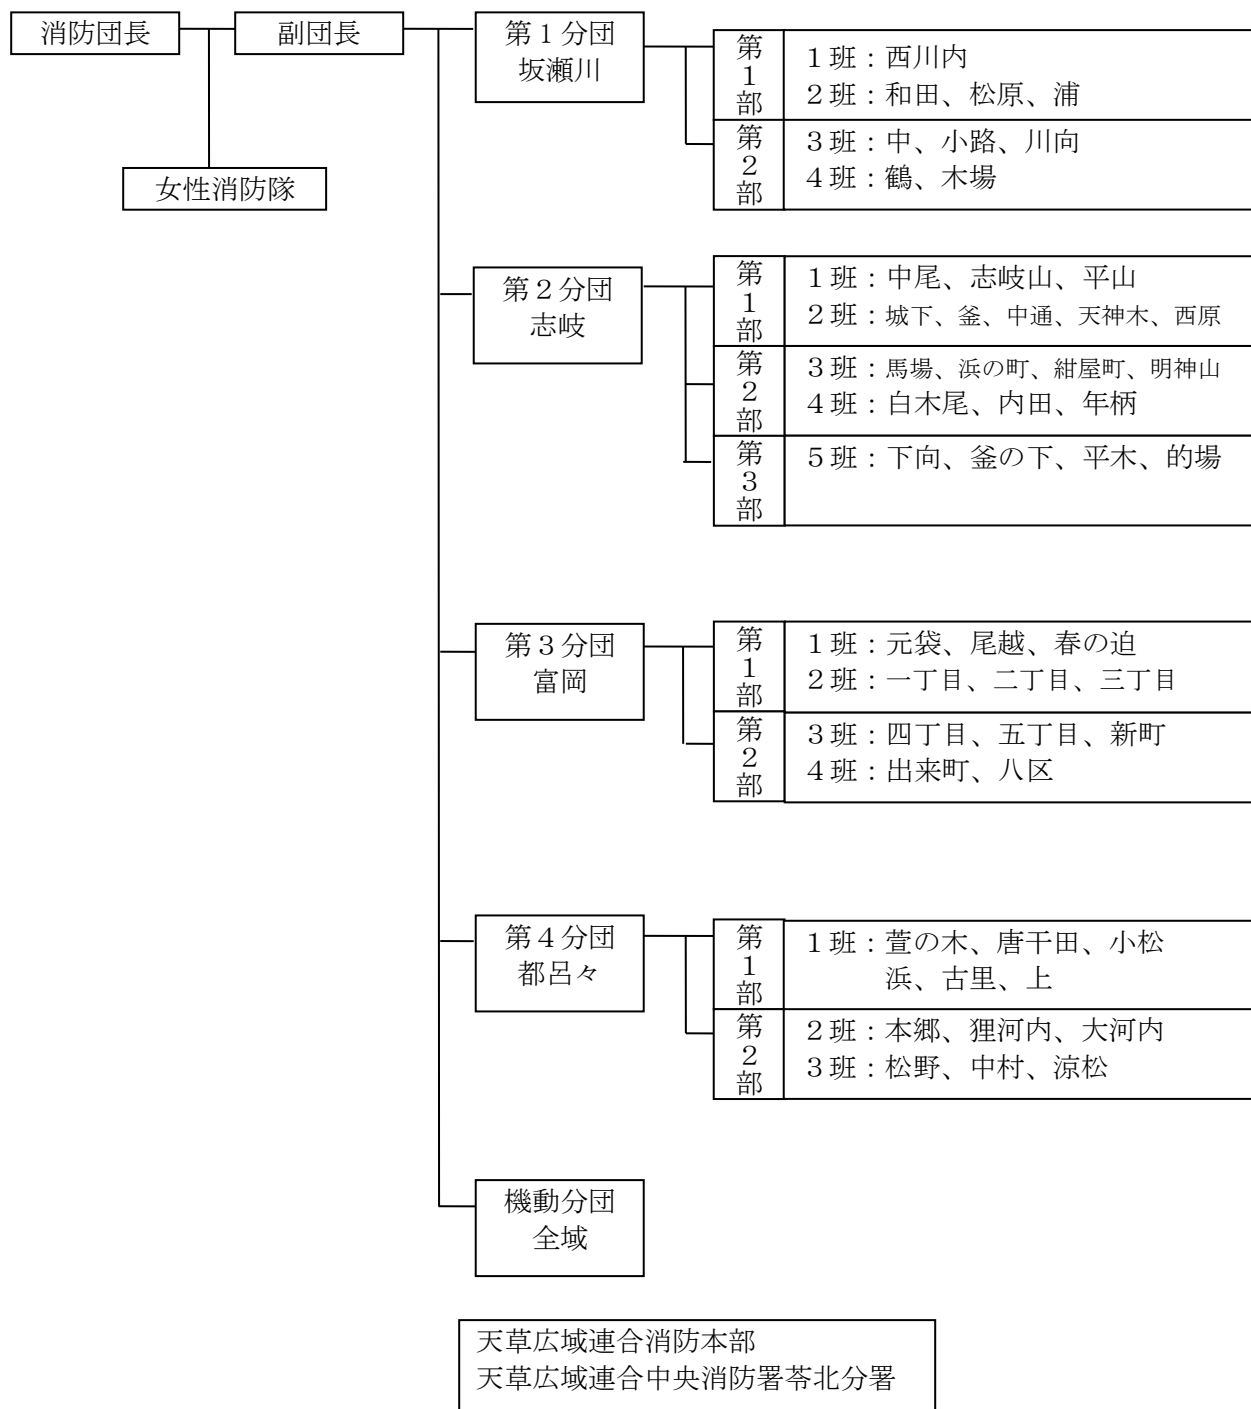 消防団長
副団長
女性消防隊
第１分団
坂瀬川
第１部
１班：西川内
２班：和田、松原、浦
第２部
３班：中、小路、川向
４班：鶴、木場
第２分団
志岐
第１部
１班：中尾、志岐山、平山
２班：城下、釜、中通、天神木、西原
第２部
３班：馬場、浜の町、紺屋町、明神山
４班：白木尾、内田、年柄
第３部
５班：下向、釜の下、平木、的場
第３分団
富岡
第１部
１班：元袋、尾越、春の迫
２班：一丁目、二丁目、三丁目
第２部
３班：四丁目、五丁目、新町
４班：出来町、八区
第４分団
都呂々
第１部
１班：萱の木、唐干田、小松
浜、古里、上
第２部
２班：本郷、狸河内、大河内
３班：松野、中村、涼松
機動分団
全域
天草広域連合消防本部
天草広域連合中央消防署苓北分署